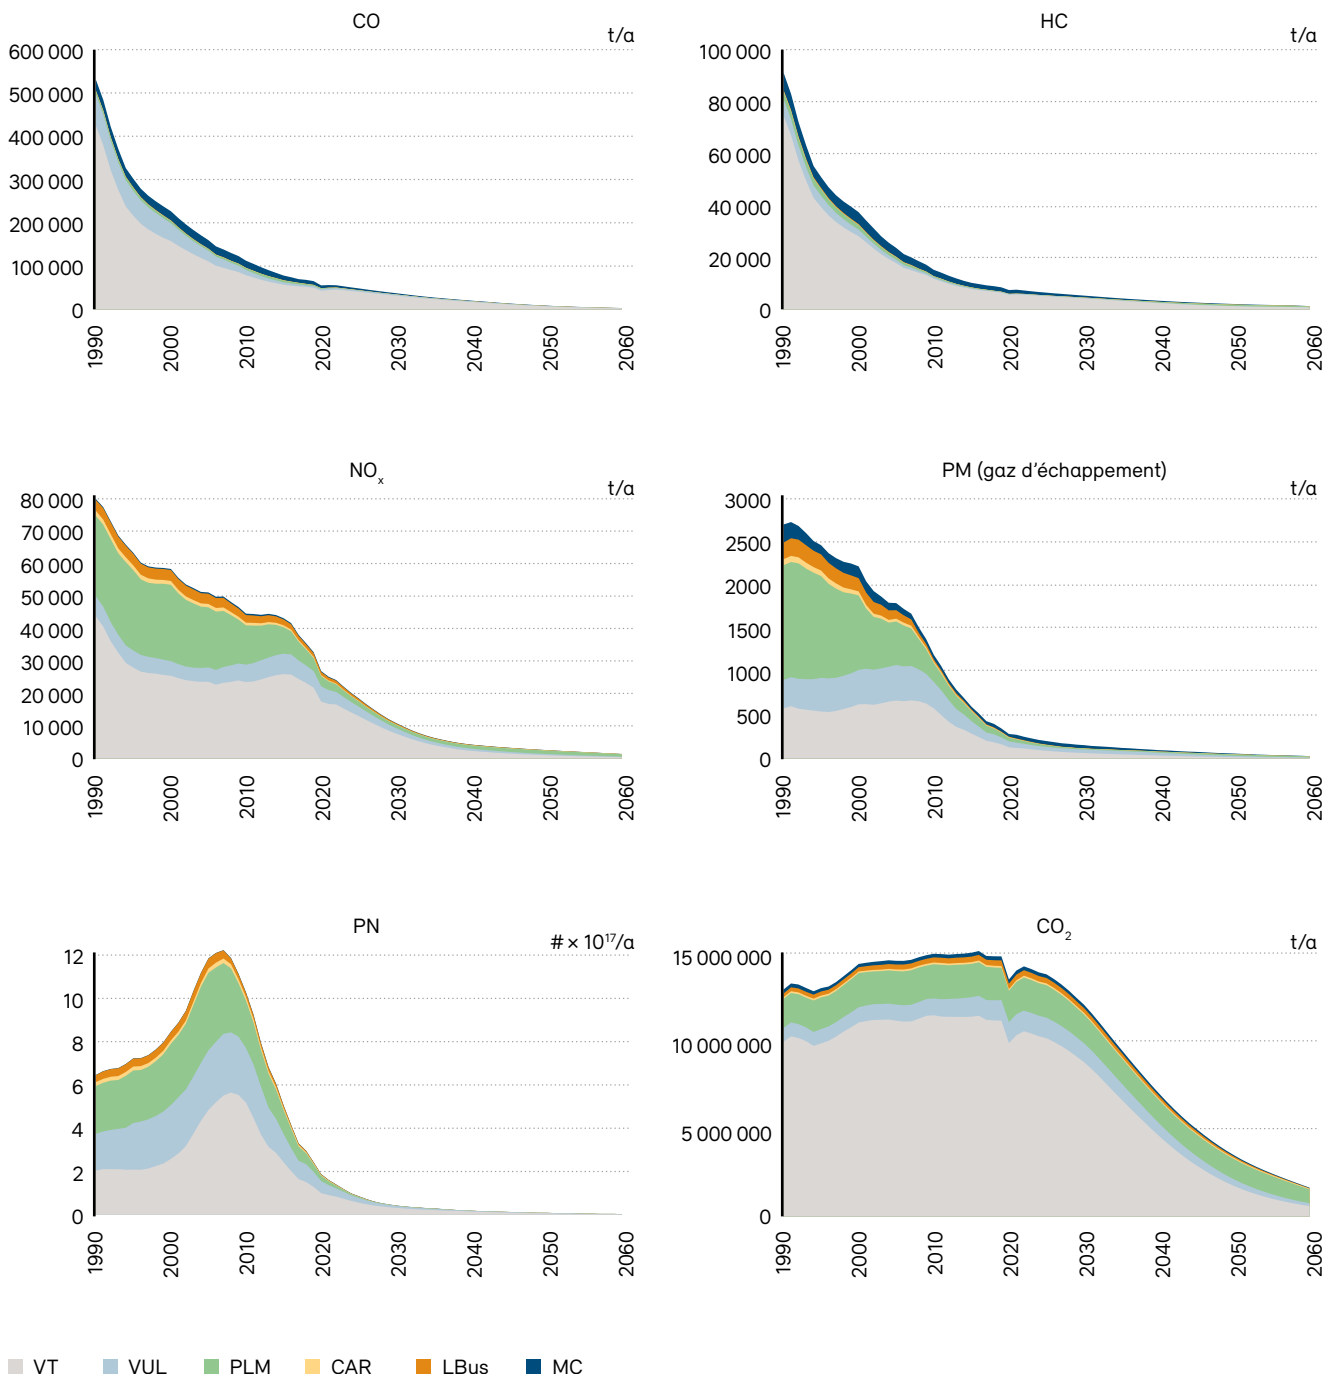 CO
t/a
600 000
500 000
400 000
300 000
200 000
100 000
0
1990 2000 2010 2020 2030 2040 2050 2060
HC
t/a
100 000
80 000
60 000
40 000
20 000
0
1990 2000 2010 2020 2030 2040 2050 2060
NOx
t/a
80 000
70 000
60 000
50 000
40 000
30 000
20 000
10 000
0
1990 2000 2010 2020 2030 2040 2050 2060
PM (gaz d’échappement)
t/a
3000
2500
2000
1500
1000
500
0
1990 2000 2010 2020 2030 2040 2050 2060
PN
# × 10¹⁷/a
12
10
8
6
4
2
0
1990 2000 2010 2020 2030 2040 2050 2060
CO₂
t/a
15 000 000
10 000 000
5 000 000
0
1990 2000 2010 2020 2030 2040 2050 2060
VT VUL PLM CAR LBus MC